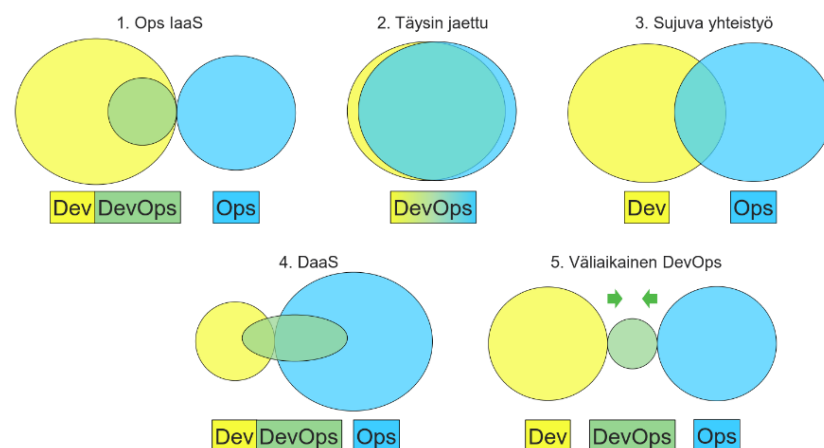 1. Ops IaaS
2. Täysin jaettu
3. Sujuva yhteistyö
Dev DevOps Ops
DevOps
Dev Ops
4. DaaS
5. Väliaikainen DevOps
Dev DevOps Ops
Dev DevOps Ops